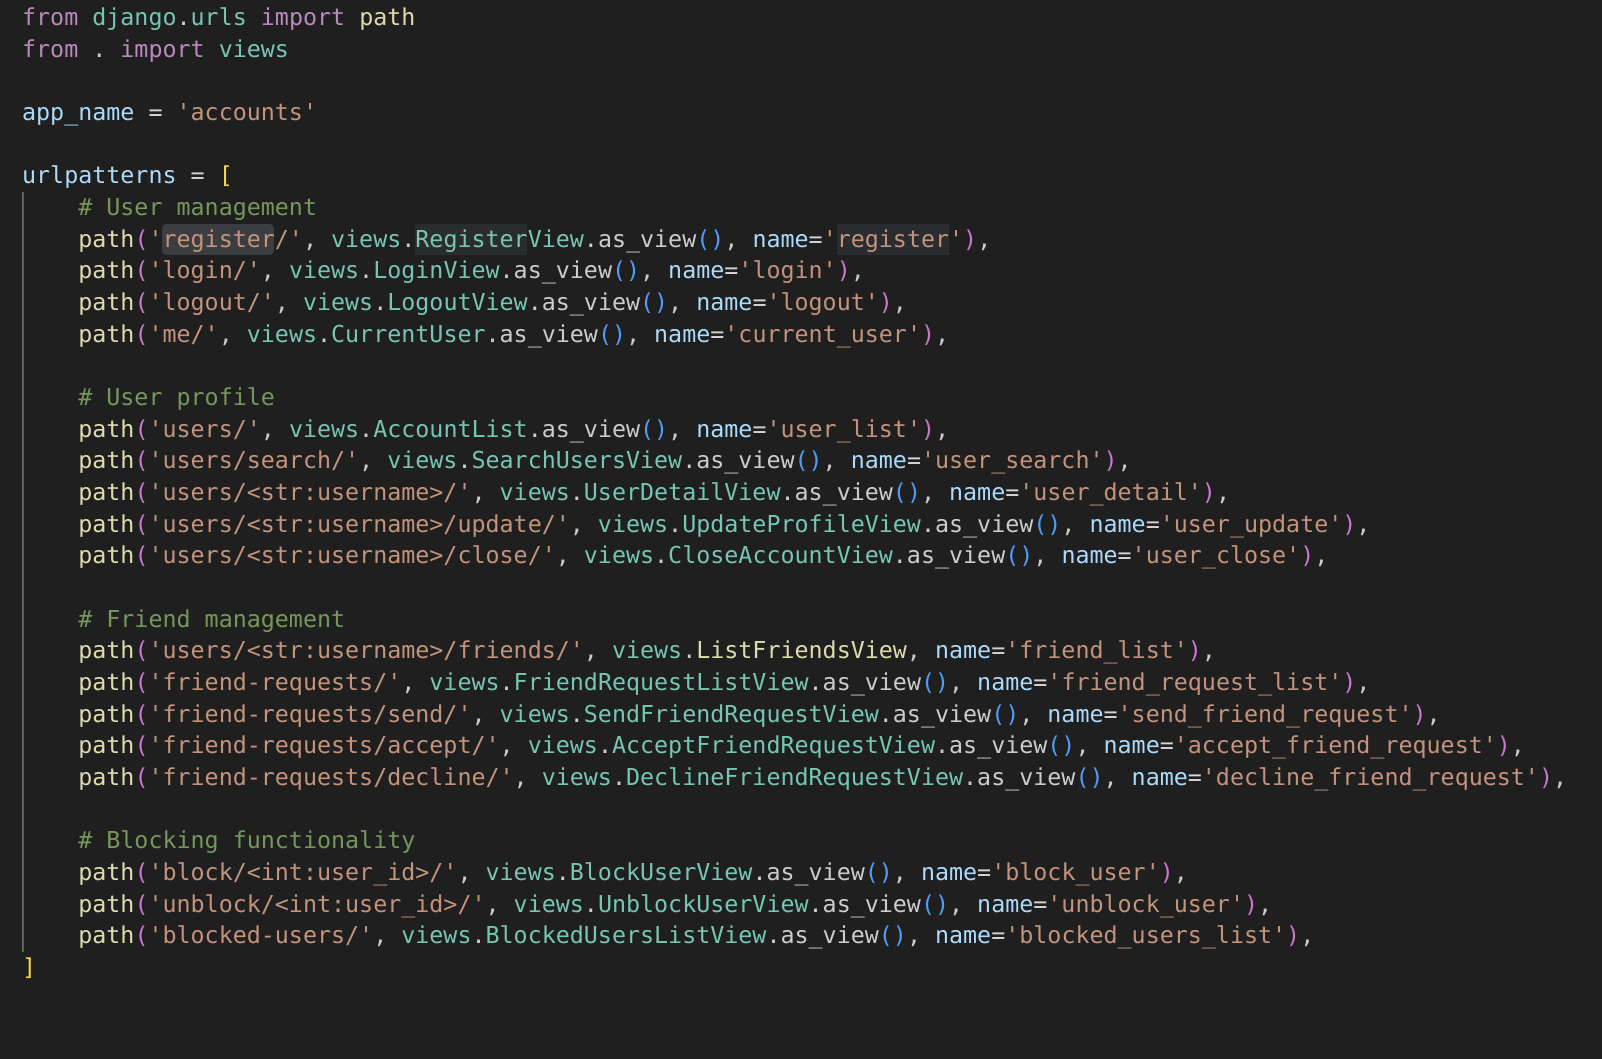 from django.urls import path
from . import views

app_name = 'accounts'

urlpatterns = [
    # User management
    path('register/', views.RegisterView.as_view(), name='register'),
    path('login/', views.LoginView.as_view(), name='login'),
    path('logout/', views.LogoutView.as_view(), name='logout'),
    path('me/', views.CurrentUser.as_view(), name='current_user'),

    # User profile
    path('users/', views.AccountList.as_view(), name='user_list'),
    path('users/search/', views.SearchUsersView.as_view(), name='user_search'),
    path('users/<str:username>/', views.UserDetailView.as_view(), name='user_detail'),
    path('users/<str:username>/update/', views.UpdateProfileView.as_view(), name='user_update'),
    path('users/<str:username>/close/', views.CloseAccountView.as_view(), name='user_close'),

    # Friend management
    path('users/<str:username>/friends/', views.ListFriendsView, name='friend_list'),
    path('friend-requests/', views.FriendRequestListView.as_view(), name='friend_request_list'),
    path('friend-requests/send/', views.SendFriendRequestView.as_view(), name='send_friend_request'),
    path('friend-requests/accept/', views.AcceptFriendRequestView.as_view(), name='accept_friend_request'),
    path('friend-requests/decline/', views.DeclineFriendRequestView.as_view(), name='decline_friend_request'),

    # Blocking functionality
    path('block/<int:user_id>/', views.BlockUserView.as_view(), name='block_user'),
    path('unblock/<int:user_id>/', views.UnblockUserView.as_view(), name='unblock_user'),
    path('blocked-users/', views.BlockedUsersListView.as_view(), name='blocked_users_list'),
]